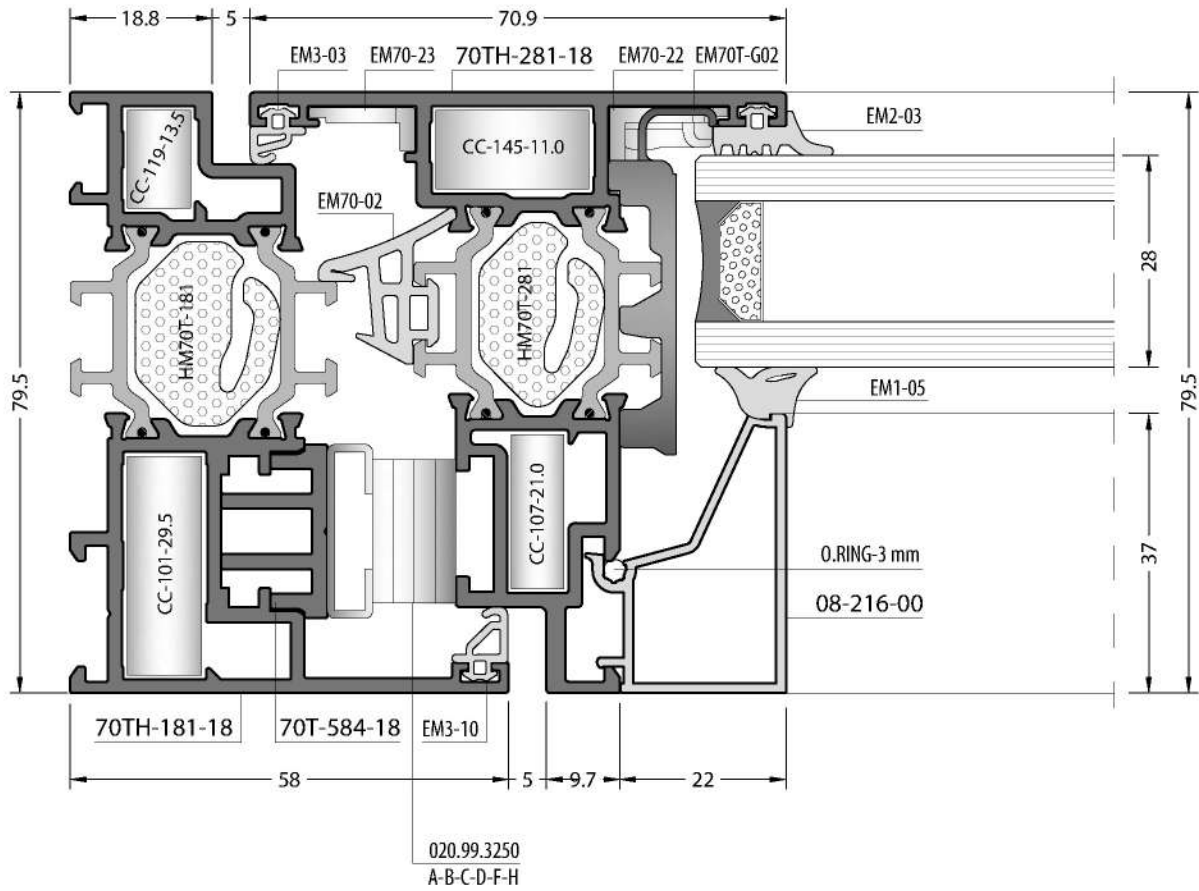 18.8
5
70.9
EM3-03
EM70-23
70TH-281-18
EM70-22
EM70T-G02
EM2-03
CC-119-13.5
CC-145-11.0
EM70-02
HM70T-181
HM70T-281
28
79.5
79.5
EM1-05
CC-101-29.5
CC-107-21.0
O.RING-3 mm
37
08-216-00
70TH-181-18
70T-584-18
EM3-10
58
5
9.7
22
020.99.3250
A-B-C-D-F-H